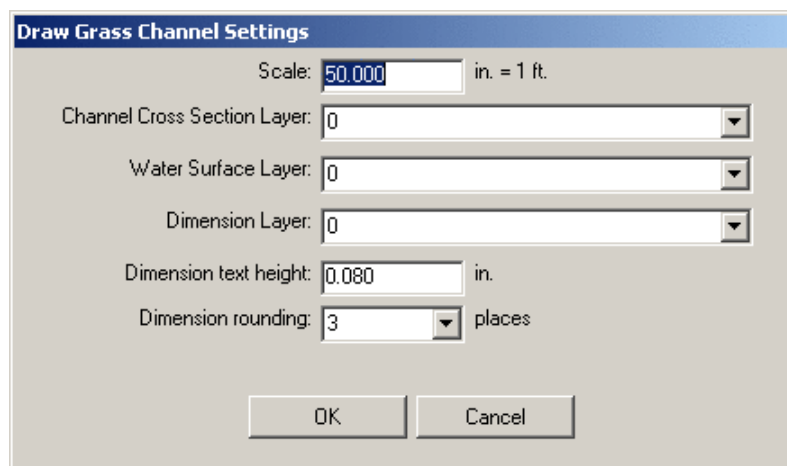 Draw Grass Channel Settings
Scale: 50.000 in. = 1 ft.
Channel Cross Section Layer: 0
Water Surface Layer: 0
Dimension Layer: 0
Dimension text height: 0.080 in.
Dimension rounding: 3 places
OK Cancel